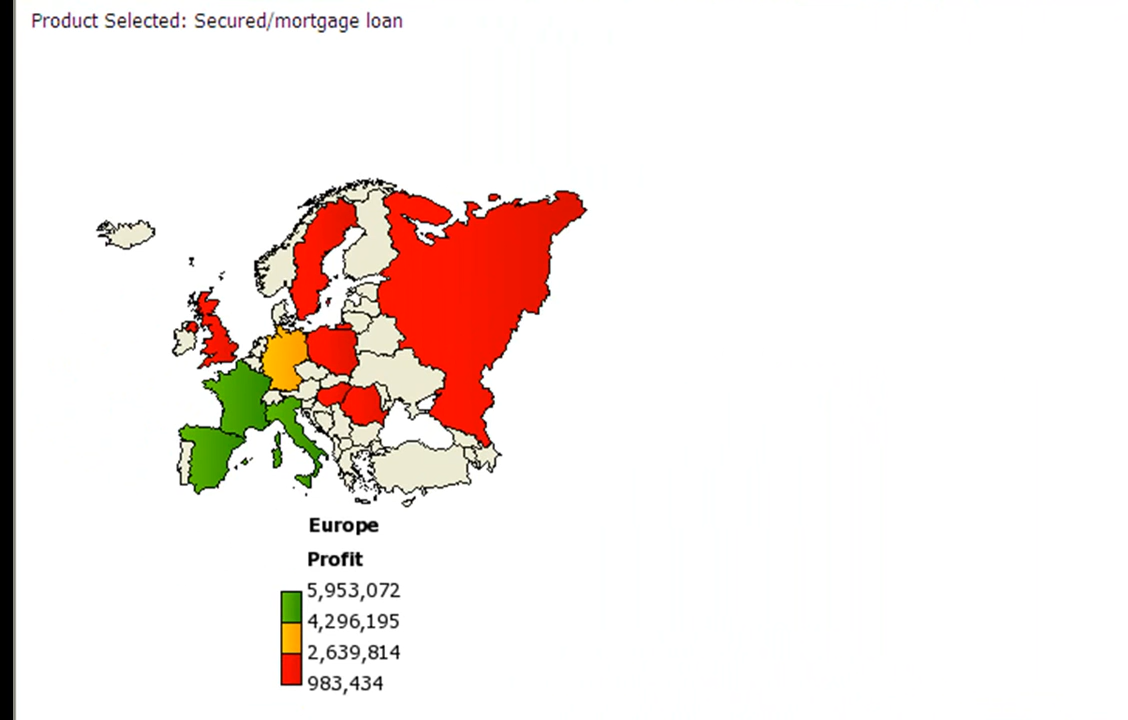 Product Selected: Secured/mortgage loan
Europe
Profit
5,953,072
4,296,195
2,639,814
983,434